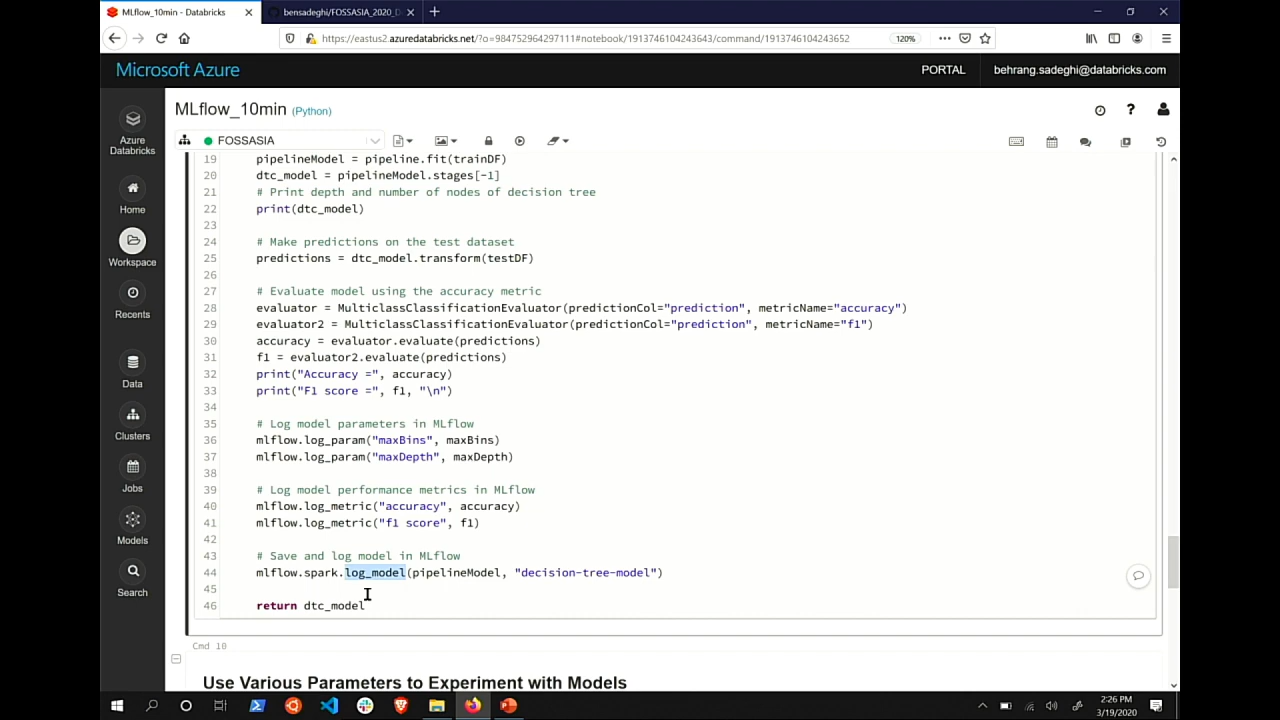 MLflow_10min - Databricks
bensadeghi/FOSSASIA_2020_D
https://eastus2.azuredatabricks.net/?o=984752964297111#notebook/1913746104243643/command/1913746104243652
120%
Microsoft Azure
PORTAL
behrang.sadeghi@databricks.com
MLflow_10min (Python)
FOSSASIA
Azure
Databricks
Home
Workspace
Recents
Data
Clusters
Jobs
Models
Search
19 pipelineModel = pipeline.fit(trainDF)
20 dtc_model = pipelineModel.stages[-1]
21 # Print depth and number of nodes of decision tree
22 print(dtc_model)
23
24 # Make predictions on the test dataset
25 predictions = dtc_model.transform(testDF)
26
27 # Evaluate model using the accuracy metric
28 evaluator = MulticlassClassificationEvaluator(predictionCol="prediction", metricName="accuracy")
29 evaluator2 = MulticlassClassificationEvaluator(predictionCol="prediction", metricName="f1")
30 accuracy = evaluator.evaluate(predictions)
31 f1 = evaluator2.evaluate(predictions)
32 print("Accuracy =", accuracy)
33 print("F1 score =", f1, "\n")
34
35 # Log model parameters in MLflow
36 mlflow.log_param("maxBins", maxBins)
37 mlflow.log_param("maxDepth", maxDepth)
38
39 # Log model performance metrics in MLflow
40 mlflow.log_metric("accuracy", accuracy)
41 mlflow.log_metric("f1 score", f1)
42
43 # Save and log model in MLflow
44 mlflow.spark.log_model(pipelineModel, "decision-tree-model")
45
46 return dtc_model
Cmd 10
Use Various Parameters to Experiment with Models
2:26 PM
3/19/2020